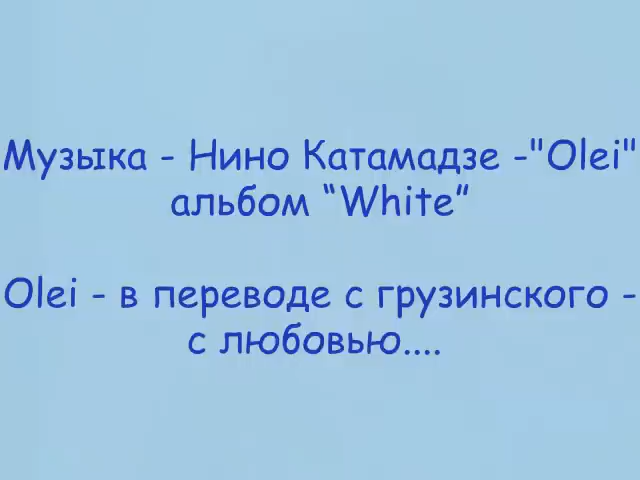 Музыка - Нино Катамадзе -"Olei"
альбом “White”
Olei - в переводе с грузинского -
с любовью....